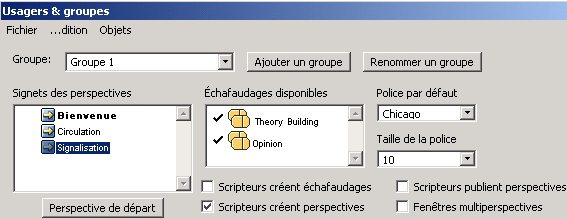 Usagers & groupes
Fichier ...dition Objets
Groupe: Groupe 1 Ajouter un groupe Renommer un groupe
Signets des perspectives Échafaudages disponibles Police par défaut
Bienvenue Theory Building Chicago
Circulation
Signalisation Opinion Taille de la police
10
Scripteurs créent échafaudages Scripteurs publient perspectives
Perspective de départ Scripteurs créent perspectives Fenêtres multiperspectives